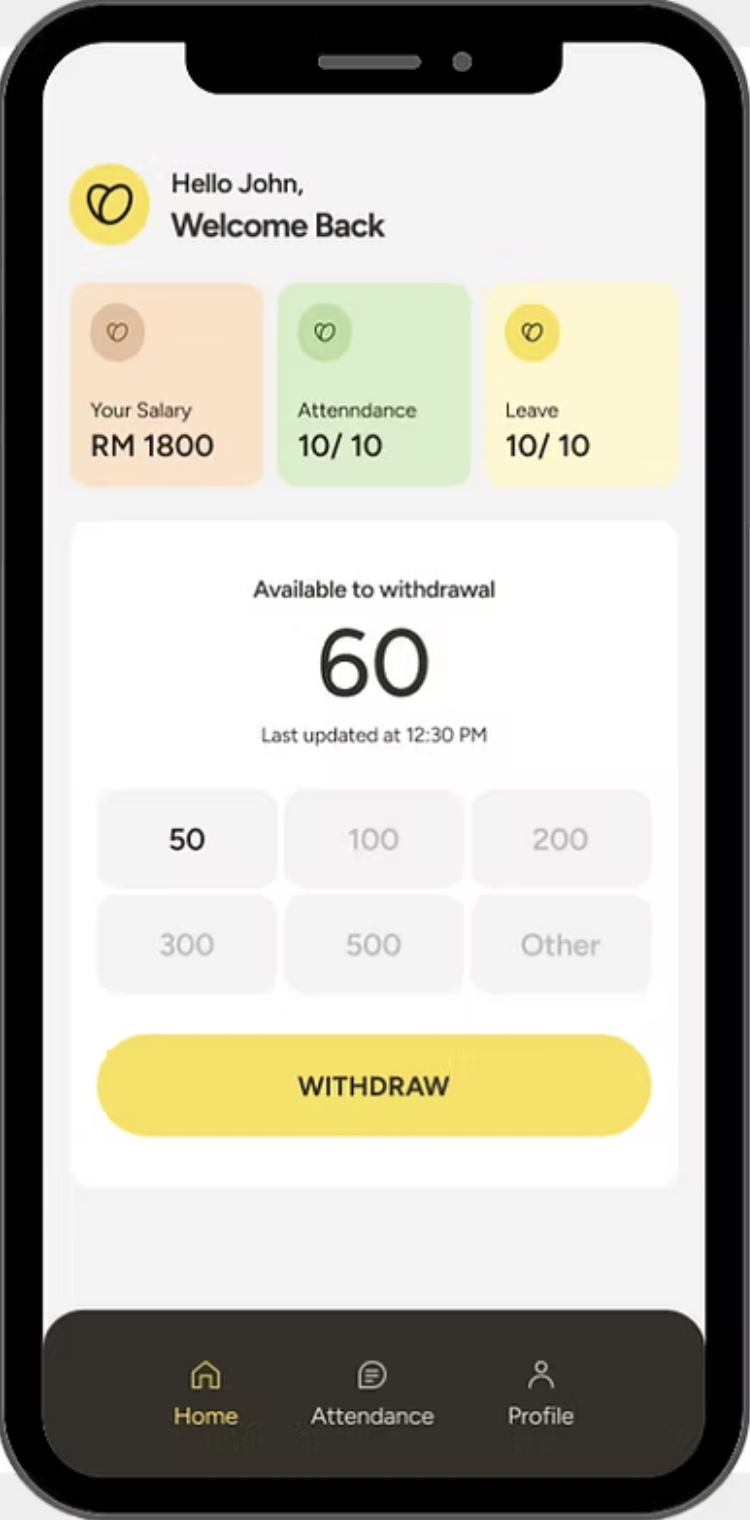 Hello John,
Welcome Back
Your Salary
RM 1800
Attenndance
10/ 10
Leave
10/ 10
Available to withdrawal
60
Last updated at 12:30 PM
50
100
200
300
500
Other
WITHDRAW
Home
Attendance
Profile